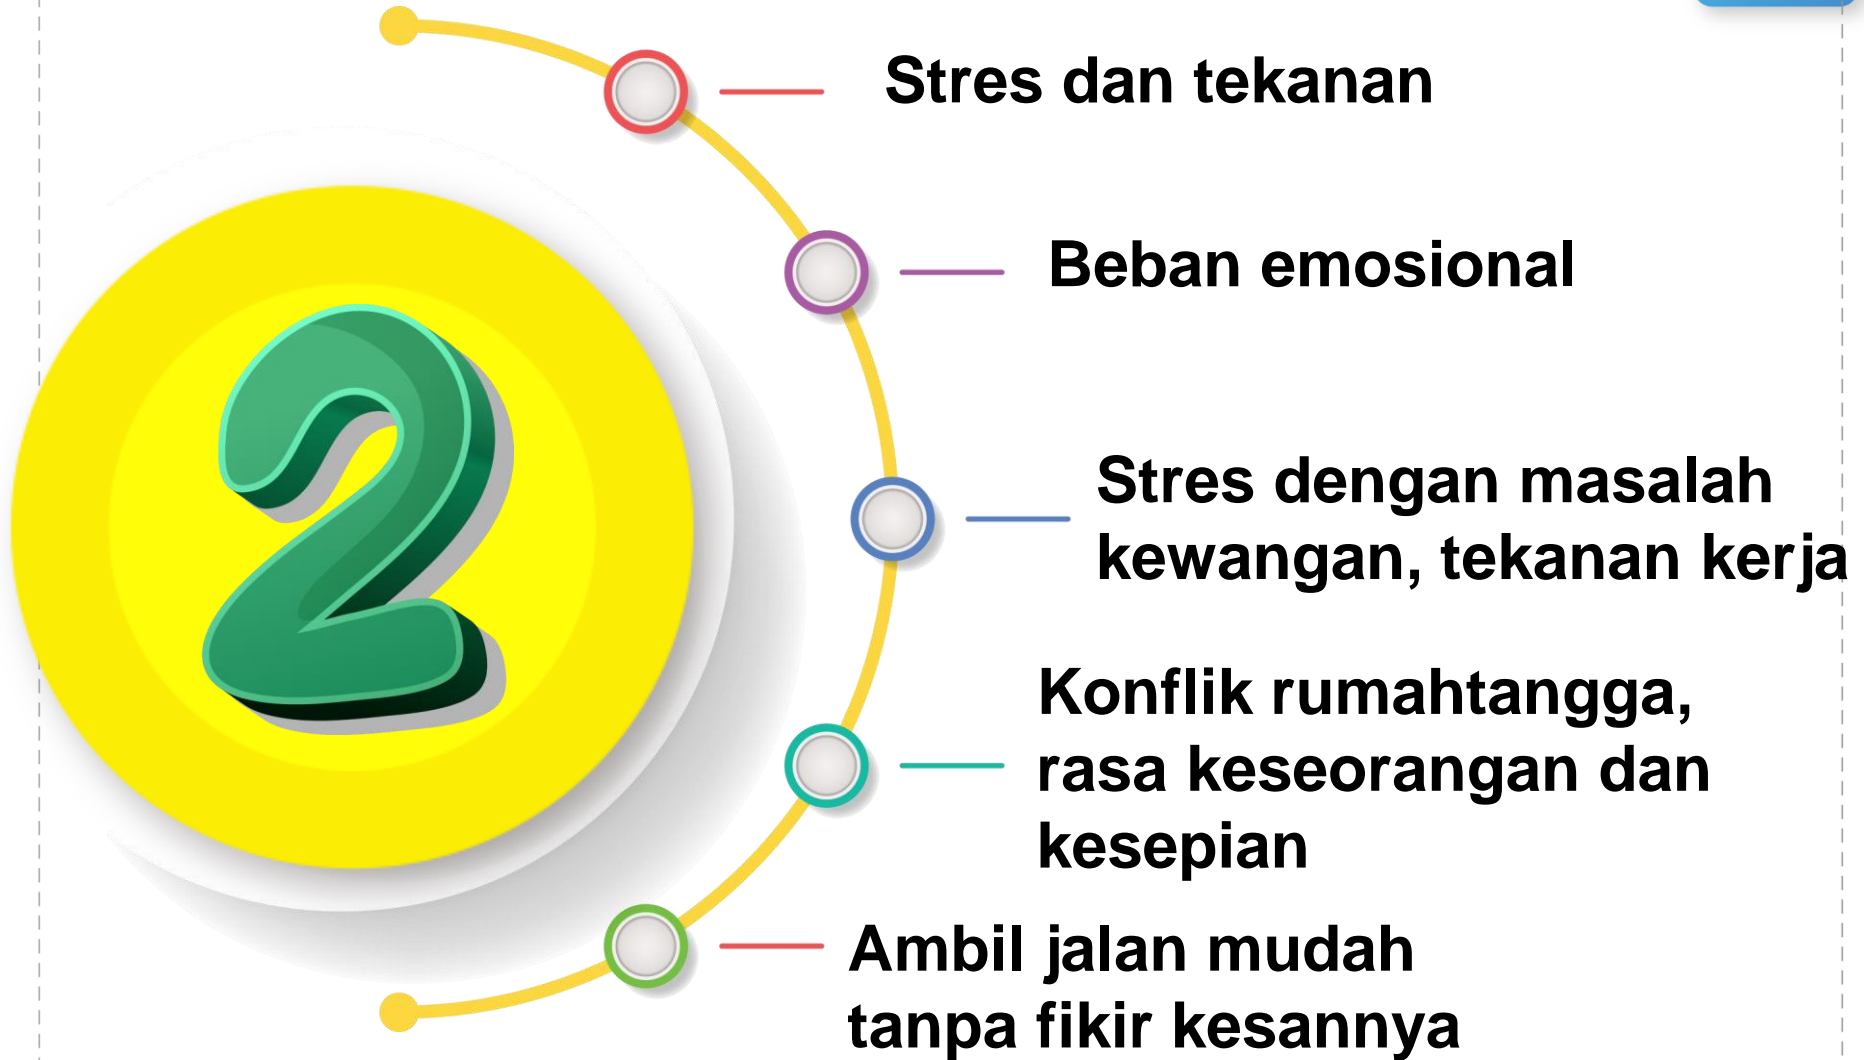 2
Stres dan tekanan
Beban emosional
Stres dengan masalah
kewangan, tekanan kerja
Konflik rumahtangga,
rasa keseorangan dan
kesepian
Ambil jalan mudah
tanpa fikir kesannya